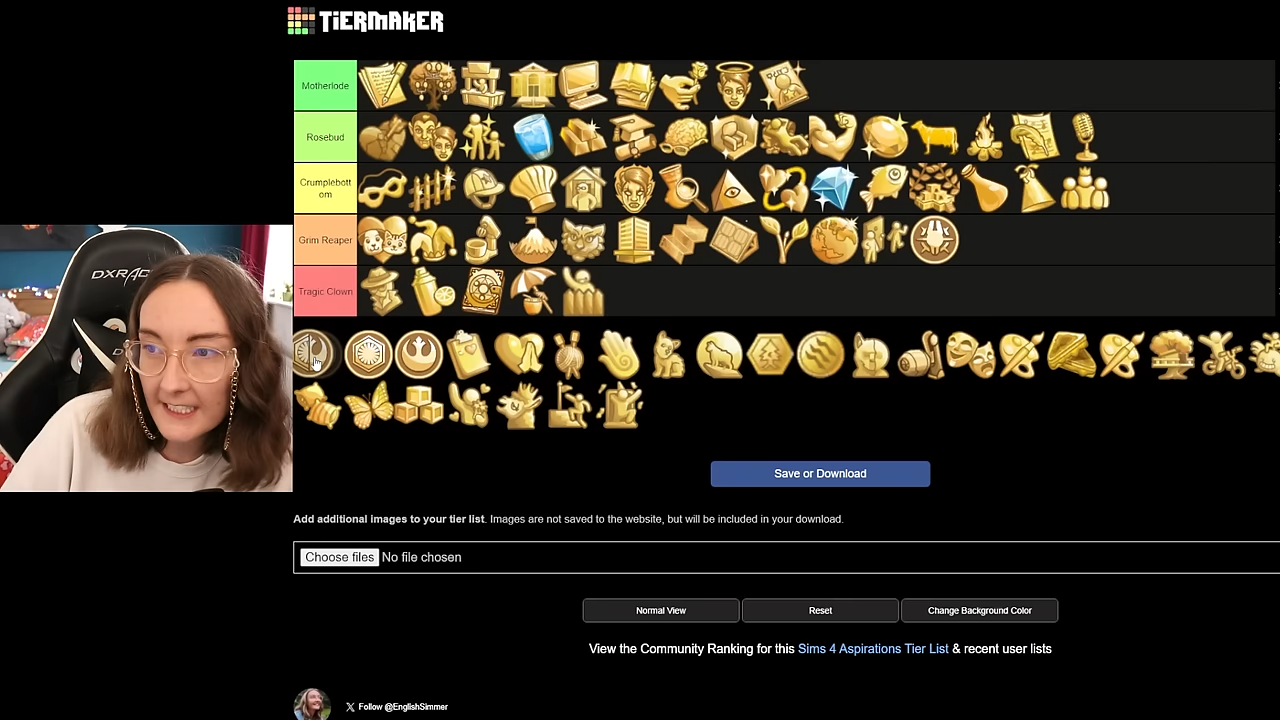 TiERMAKER
Motherlode
Rosebud
Crumplebott
om
Grim Reaper
Tragic Clown
DXRAC
Save or Download
Add additional images to your tier list. Images are not saved to the website, but will be included in your download.
Choose files No file chosen
Normal View
Reset
Change Background Color
View the Community Ranking for this Sims 4 Aspirations Tier List & recent user lists
X Follow @EnglishSimmer